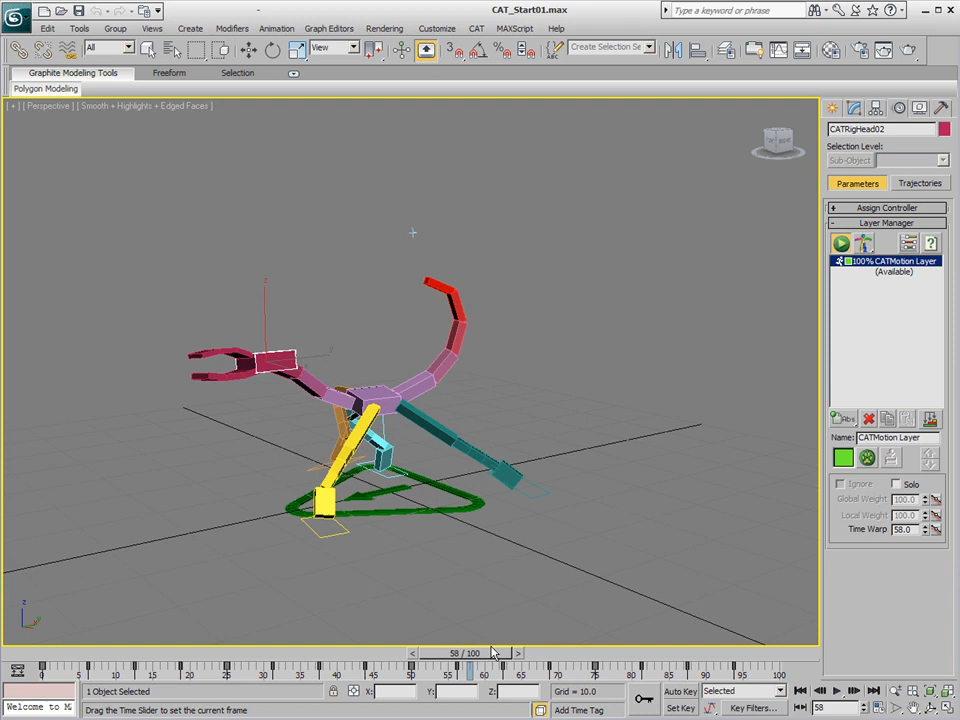 CAT_Start01.max
Type a keyword or phrase
Edit Tools Group Views Create Modifiers Animation Graph Editors Rendering Customize CAT MAXScript Help
All
View
3
Create Selection Se
Graphite Modeling Tools Freeform Selection
Polygon Modeling
[ + ] [ Perspective ] [ Smooth + Highlights + Edged Faces ]
CATRigHead02
Selection Level:
Sub-Object
Parameters Trajectories
+ Assign Controller
- Layer Manager
100% CATMotion Layer
(Available)
Abs
Name: CATMotion Layer
Ignore Solo
Global Weight 100.0
Local Weight 100.0
Time Warp 58.0
z
z
< 58 / 100 >
0 5 10 15 20 25 30 35 40 45 50 55 60 65 70 75 80 85 90 95 100
1 Object Selected X: Y: Z: Grid = 10.0 Auto Key Selected
Welcome to M Drag the Time Slider to set the current frame Add Time Tag Set Key Key Filters... 58